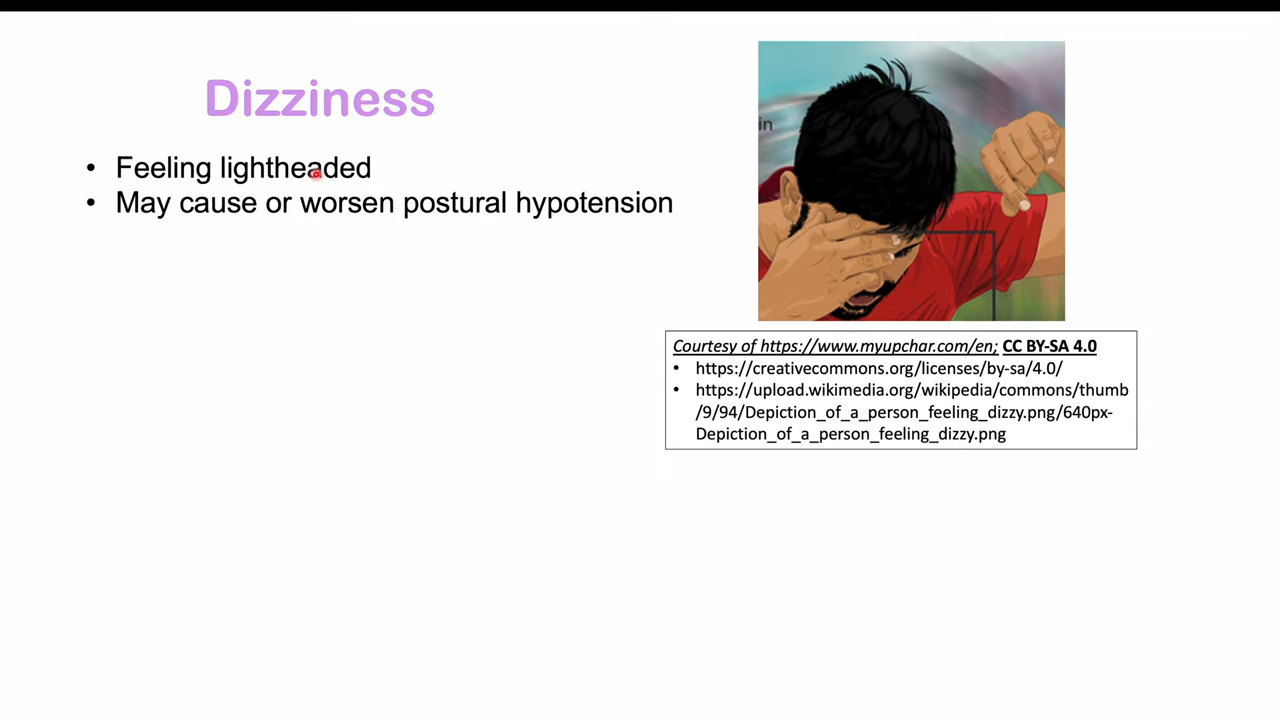 Dizziness
• Feeling lightheaded
• May cause or worsen postural hypotension
in
Courtesy of https://www.myupchar.com/en; CC BY-SA 4.0
• https://creativecommons.org/licenses/by-sa/4.0/
• https://upload.wikimedia.org/wikipedia/commons/thumb
/9/94/Depiction_of_a_person_feeling_dizzy.png/640px-
Depiction_of_a_person_feeling_dizzy.png